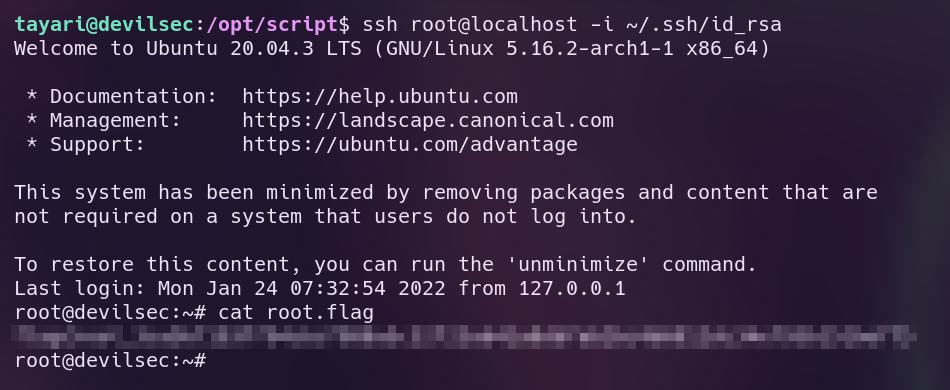 tayari@devilsec:/opt/script$ ssh root@localhost -i ~/.ssh/id_rsa
Welcome to Ubuntu 20.04.3 LTS (GNU/Linux 5.16.2-arch1-1 x86_64)
* Documentation:  https://help.ubuntu.com
* Management:     https://landscape.canonical.com
* Support:        https://ubuntu.com/advantage
This system has been minimized by removing packages and content that are
not required on a system that users do not log into.
To restore this content, you can run the 'unminimize' command.
Last login: Mon Jan 24 07:32:54 2022 from 127.0.0.1
root@devilsec:~# cat root.flag
root@devilsec:~#